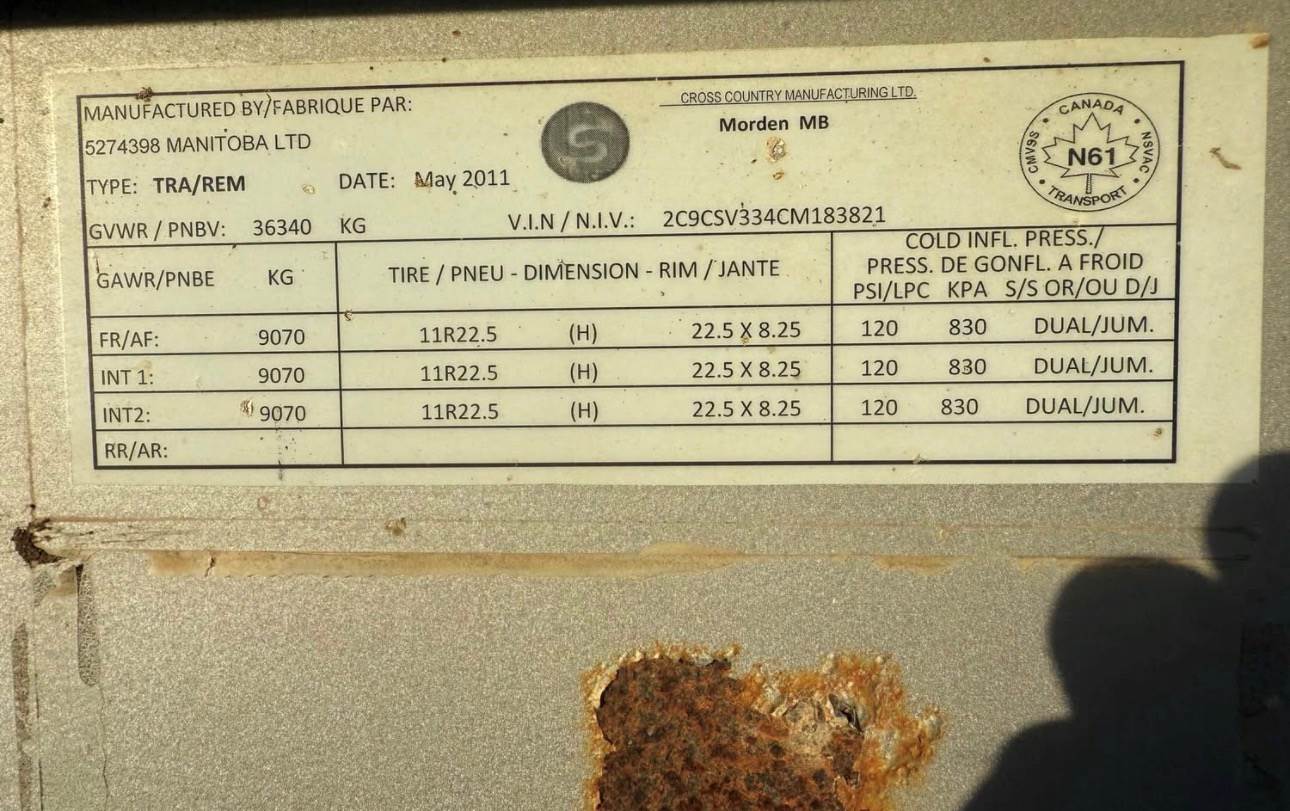 MANUFACTURED BY/FABRIQUE PAR:
CROSS COUNTRY MANUFACTURING LTD.
5274398 MANITOBA LTD
S
Morden MB
CANADA
CMVSS
N61
NSVAC
TRANSPORT
TYPE: TRA/REM DATE: May 2011
GVWR / PNBV: 36340 KG V.I.N / N.I.V.: 2C9CSV334CM183821
GAWR/PNBE KG TIRE / PNEU - DIMENSION - RIM / JANTE
COLD INFL. PRESS./
PRESS. DE GONFL. A FROID
PSI/LPC KPA S/S OR/OU D/J
FR/AF: 9070 11R22.5 (H) 22.5 X 8.25 120 830 DUAL/JUM.
INT 1: 9070 11R22.5 (H) 22.5 X 8.25 120 830 DUAL/JUM.
INT2: 9070 11R22.5 (H) 22.5 X 8.25 120 830 DUAL/JUM.
RR/AR: